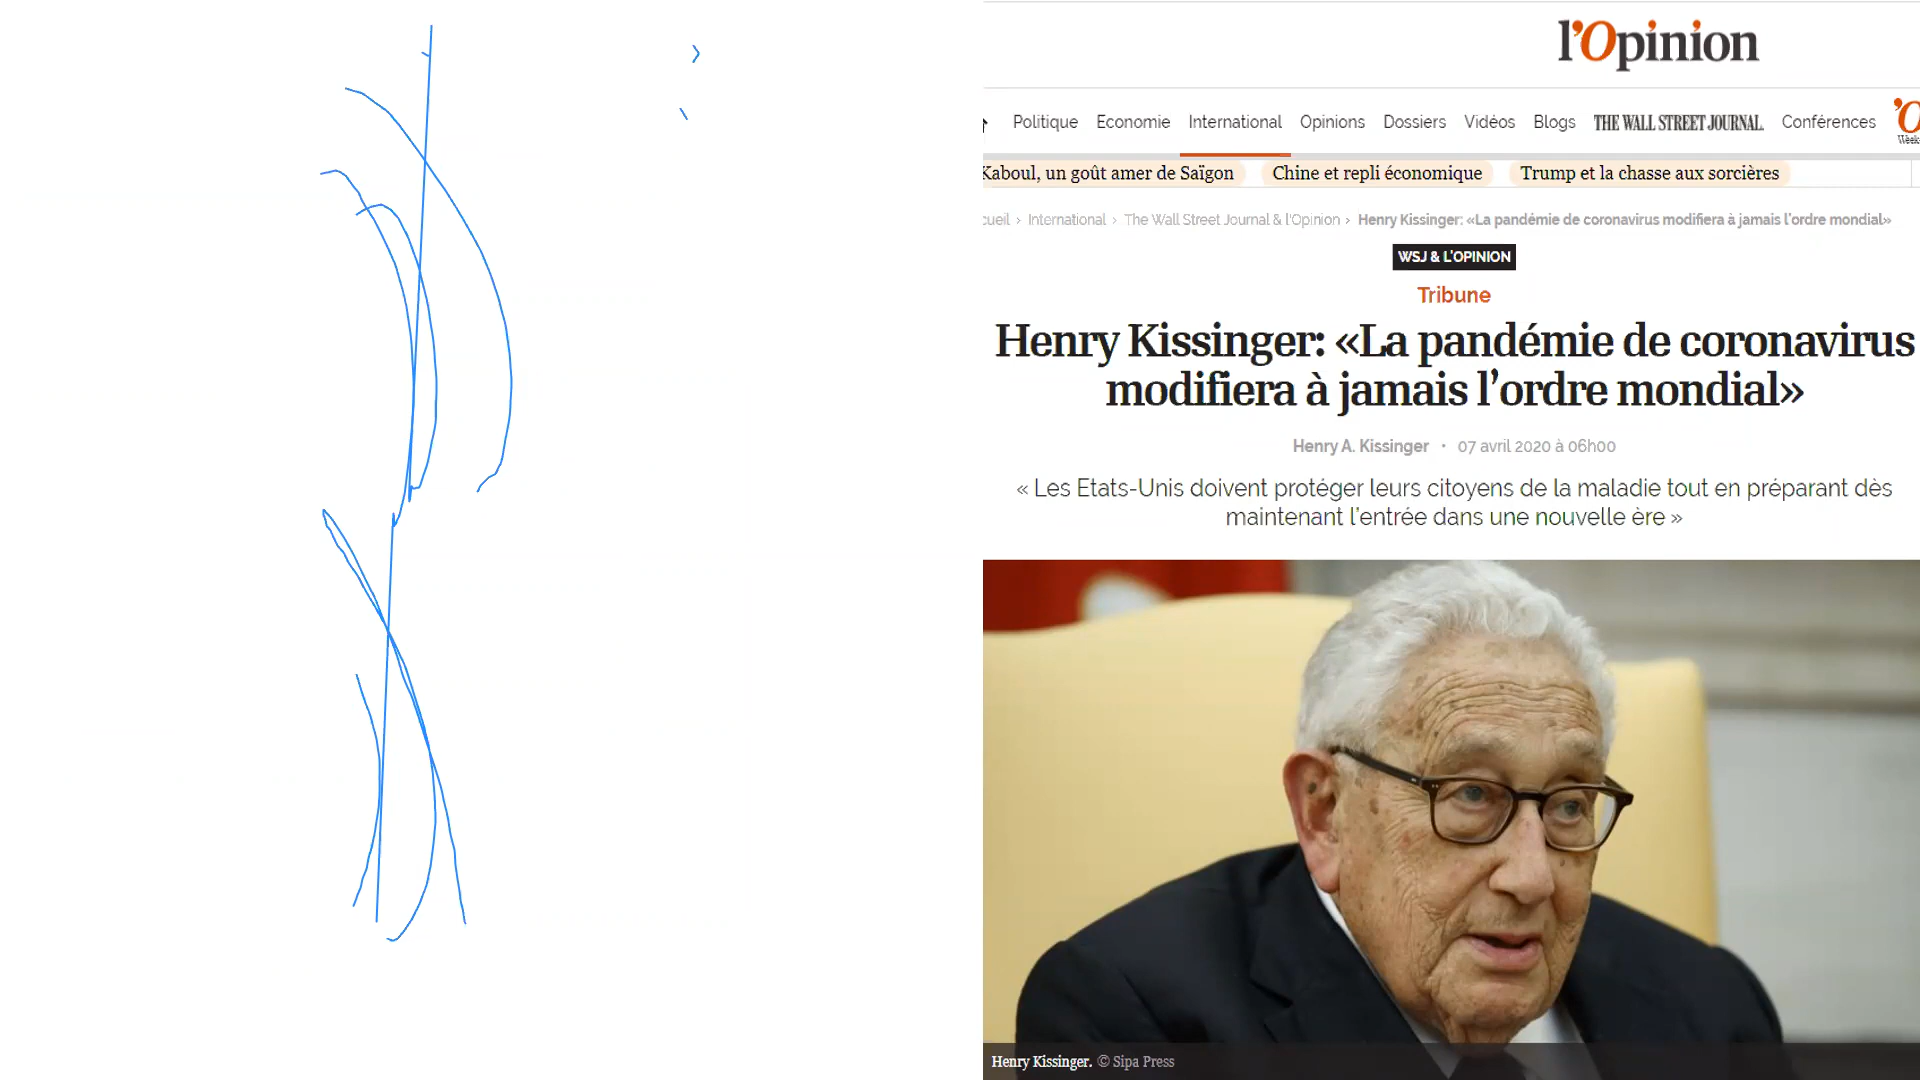 l'Opinion
Politique Economie International Opinions Dossiers Vidéos Blogs THE WALL STREET JOURNAL. Conférences
Kaboul, un goût amer de Saïgon Chine et repli économique Trump et la chasse aux sorcières
cueil › International › The Wall Street Journal & l'Opinion › Henry Kissinger: «La pandémie de coronavirus modifiera à jamais l'ordre mondial»
WSJ & L'OPINION
Tribune
Henry Kissinger: «La pandémie de coronavirus
modifiera à jamais l'ordre mondial»
Henry A. Kissinger • 07 avril 2020 à 06h00
« Les Etats-Unis doivent protéger leurs citoyens de la maladie tout en préparant dès
maintenant l'entrée dans une nouvelle ère »
Henry Kissinger. © Sipa Press